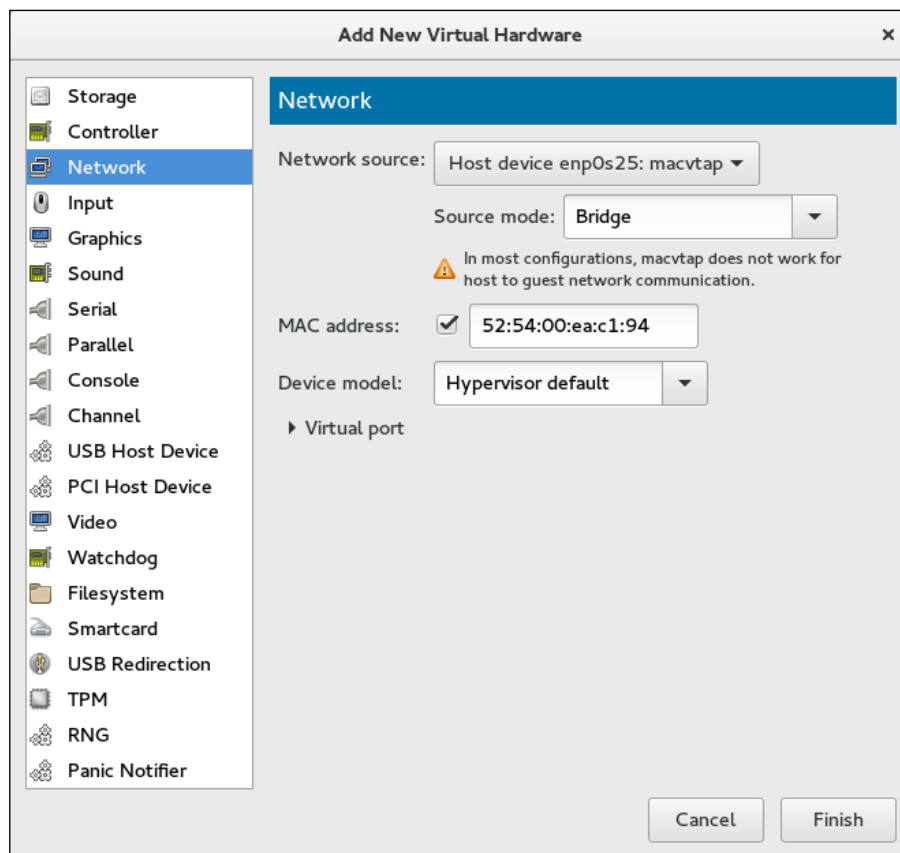 Add New Virtual Hardware
Storage
Controller
Network
Input
Graphics
Sound
Serial
Parallel
Console
Channel
USB Host Device
PCI Host Device
Video
Watchdog
Filesystem
Smartcard
USB Redirection
TPM
RNG
Panic Notifier
Network
Network source: Host device enp0s25: macvtap
Source mode: Bridge
In most configurations, macvtap does not work for
host to guest network communication.
MAC address: 52:54:00:ea:c1:94
Device model: Hypervisor default
Virtual port
Cancel Finish